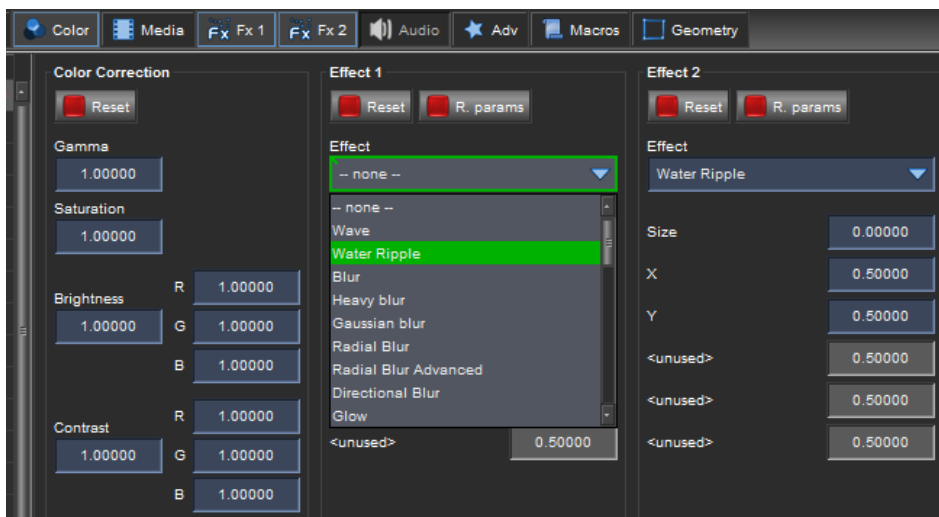 Color Media Fx Fx 1 Fx Fx 2 Audio Adv Macros Geometry
Color Correction
Reset
Gamma
1.00000
Saturation
1.00000
Brightness
1.00000
R 1.00000
G 1.00000
B 1.00000
Contrast
1.00000
R 1.00000
G 1.00000
B 1.00000
Effect 1
Reset R. params
Effect
-- none --
-- none --
Wave
Water Ripple
Blur
Heavy blur
Gaussian blur
Radial Blur
Radial Blur Advanced
Directional Blur
Glow
<unused> 0.50000
Effect 2
Reset R. params
Effect
Water Ripple
Size 0.00000
X 0.50000
Y 0.50000
<unused> 0.50000
<unused> 0.50000
<unused> 0.50000